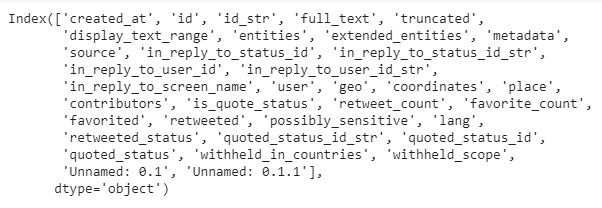 Index(['created_at', 'id', 'id_str', 'full_text', 'truncated',
'display_text_range', 'entities', 'extended_entities', 'metadata',
'source', 'in_reply_to_status_id', 'in_reply_to_status_id_str',
'in_reply_to_user_id', 'in_reply_to_user_id_str',
'in_reply_to_screen_name', 'user', 'geo', 'coordinates', 'place',
'contributors', 'is_quote_status', 'retweet_count', 'favorite_count',
'favorited', 'retweeted', 'possibly_sensitive', 'lang',
'retweeted_status', 'quoted_status_id_str', 'quoted_status_id',
'quoted_status', 'withheld_in_countries', 'withheld_scope',
'Unnamed: 0.1', 'Unnamed: 0.1.1'],
dtype='object')